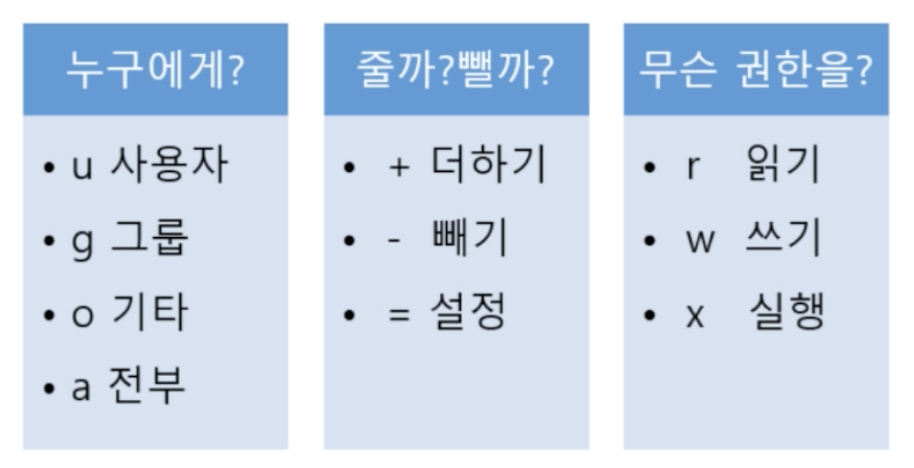 누구에게?
• u 사용자
• g 그룹
• o 기타
• a 전부
줄까?뺄까?
• + 더하기
• - 빼기
• = 설정
무슨 권한을?
• r 읽기
• w 쓰기
• x 실행